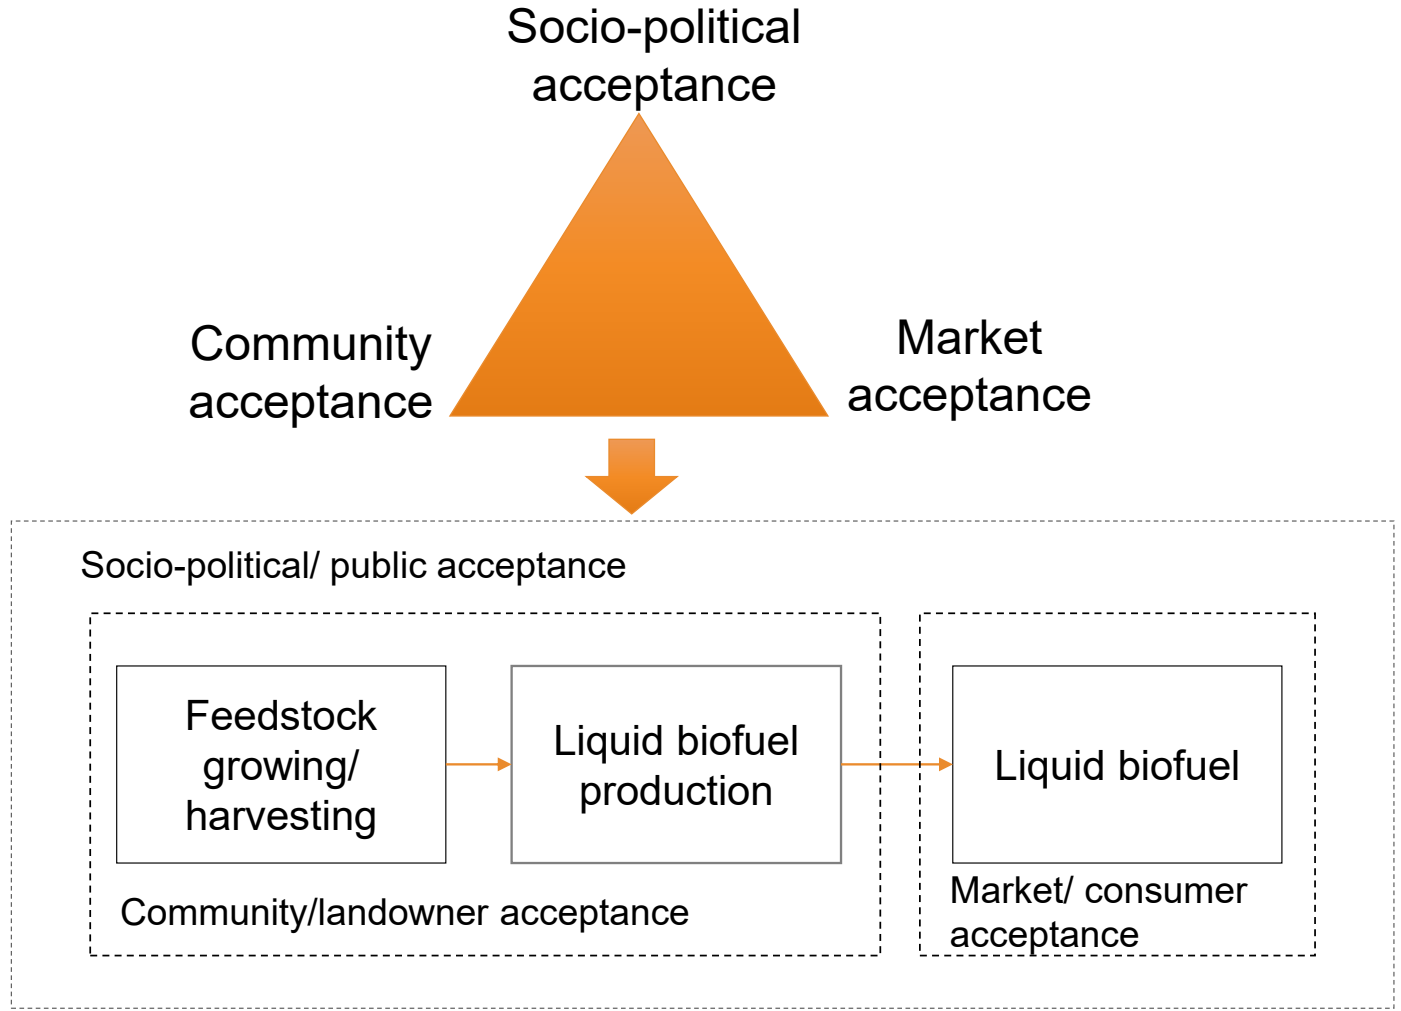 Socio-political
acceptance
Community
acceptance
Market
acceptance
Socio-political/ public acceptance
Feedstock
growing/
harvesting
Liquid biofuel
production
Liquid biofuel
Community/landowner acceptance
Market/ consumer
acceptance